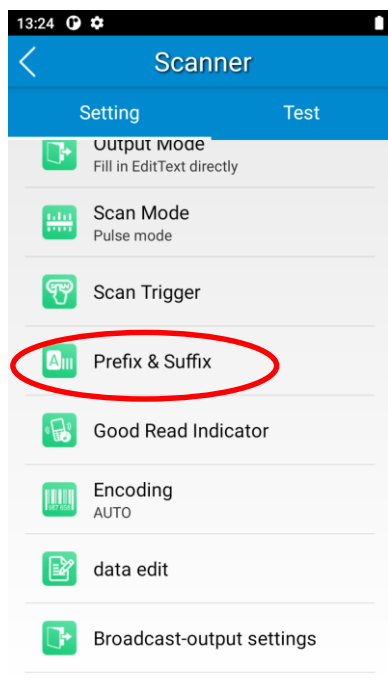 13:24
Scanner
Setting Test
Output Mode
Fill in EditText directly
Scan Mode
Pulse mode
Scan Trigger
Prefix & Suffix
Good Read Indicator
Encoding
AUTO
data edit
Broadcast-output settings